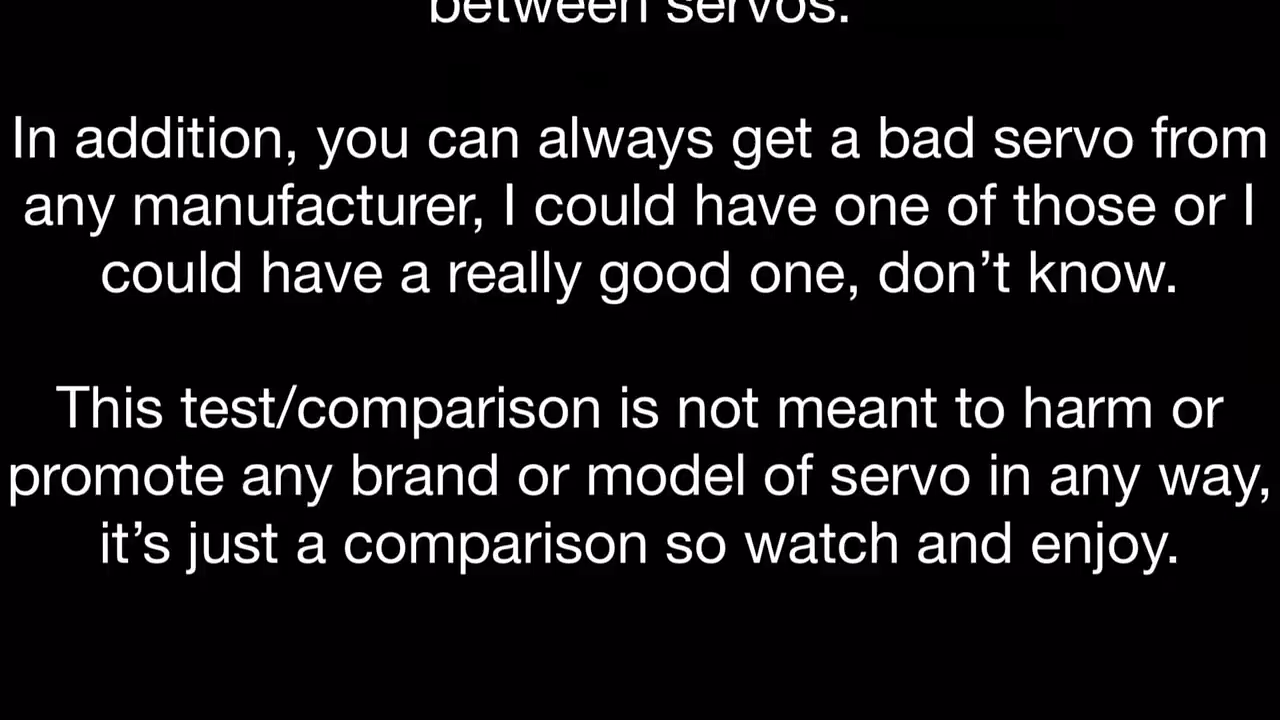 between servos.
In addition, you can always get a bad servo from
any manufacturer, I could have one of those or I
could have a really good one, don’t know.
This test/comparison is not meant to harm or
promote any brand or model of servo in any way,
it’s just a comparison so watch and enjoy.